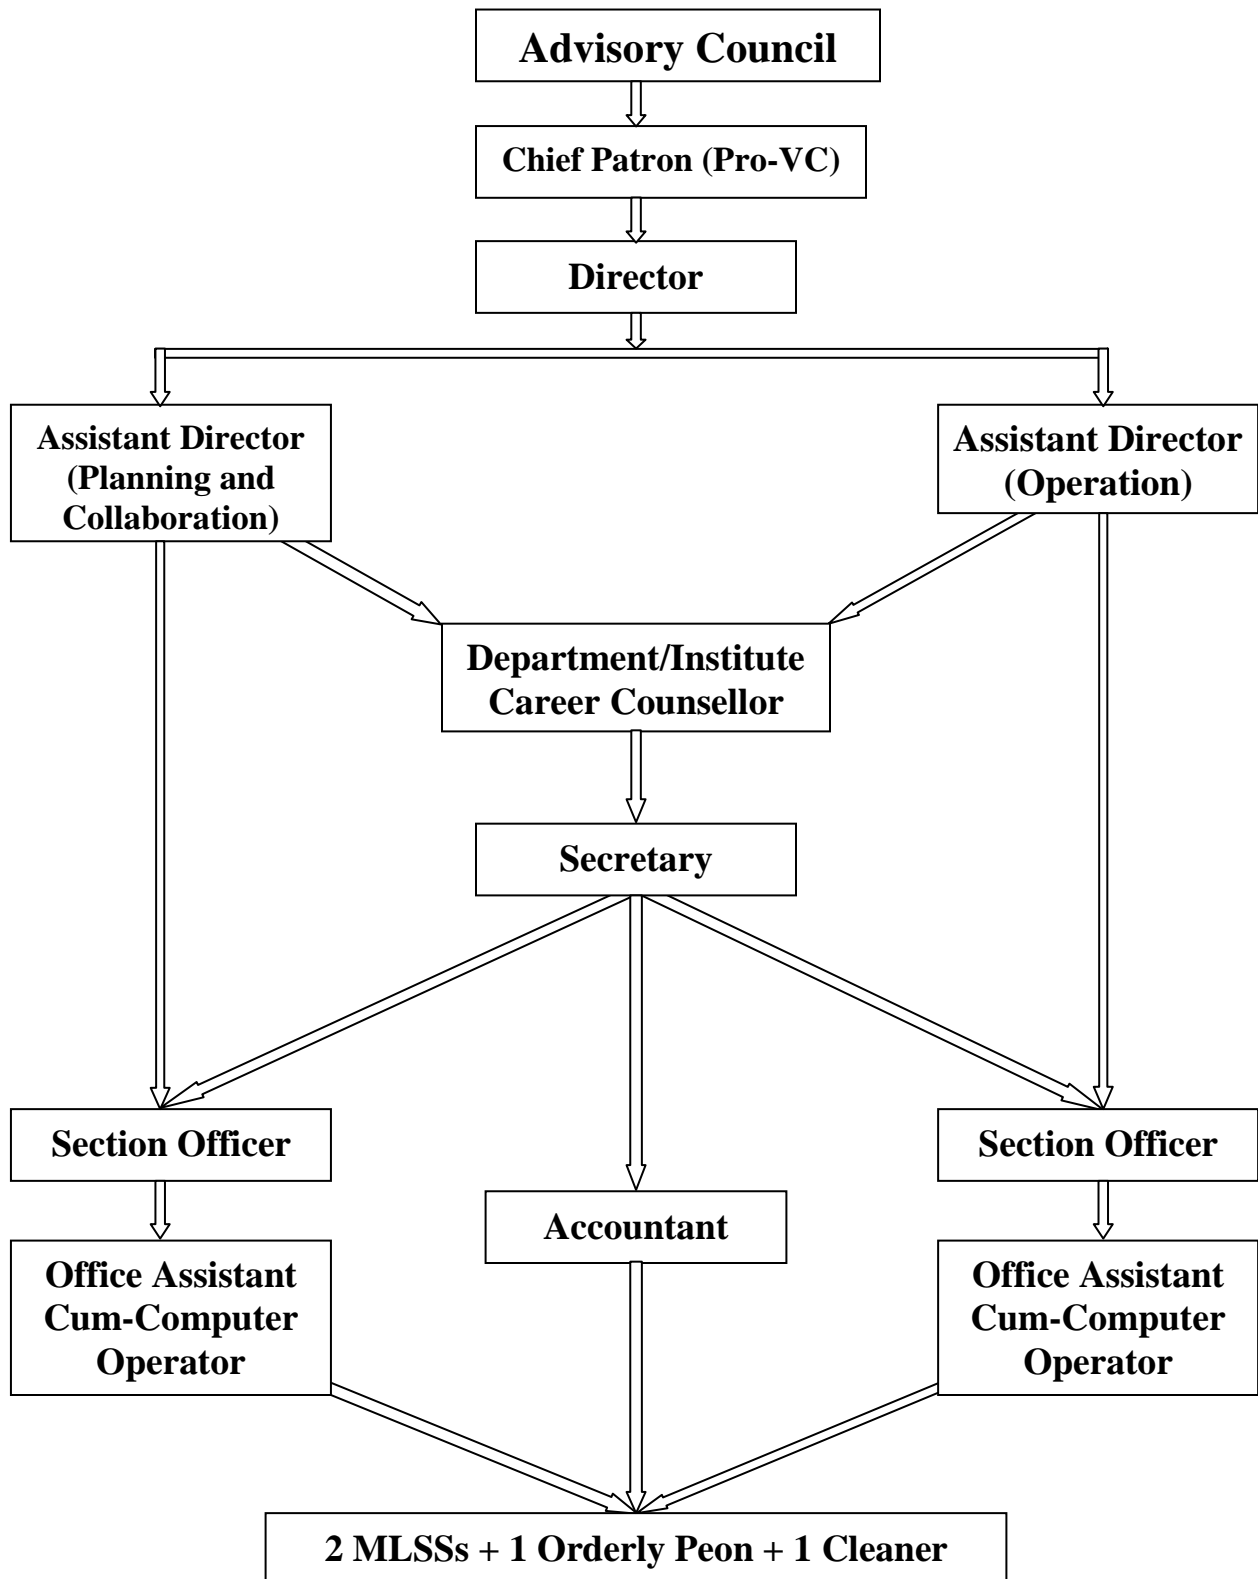 Advisory Council
Chief Patron (Pro-VC)
Director
Assistant Director
(Planning and
Collaboration)
Assistant Director
(Operation)
Department/Institute
Career Counsellor
Secretary
Section Officer
Section Officer
Accountant
Office Assistant
Cum-Computer
Operator
Office Assistant
Cum-Computer
Operator
2 MLSSs + 1 Orderly Peon + 1 Cleaner